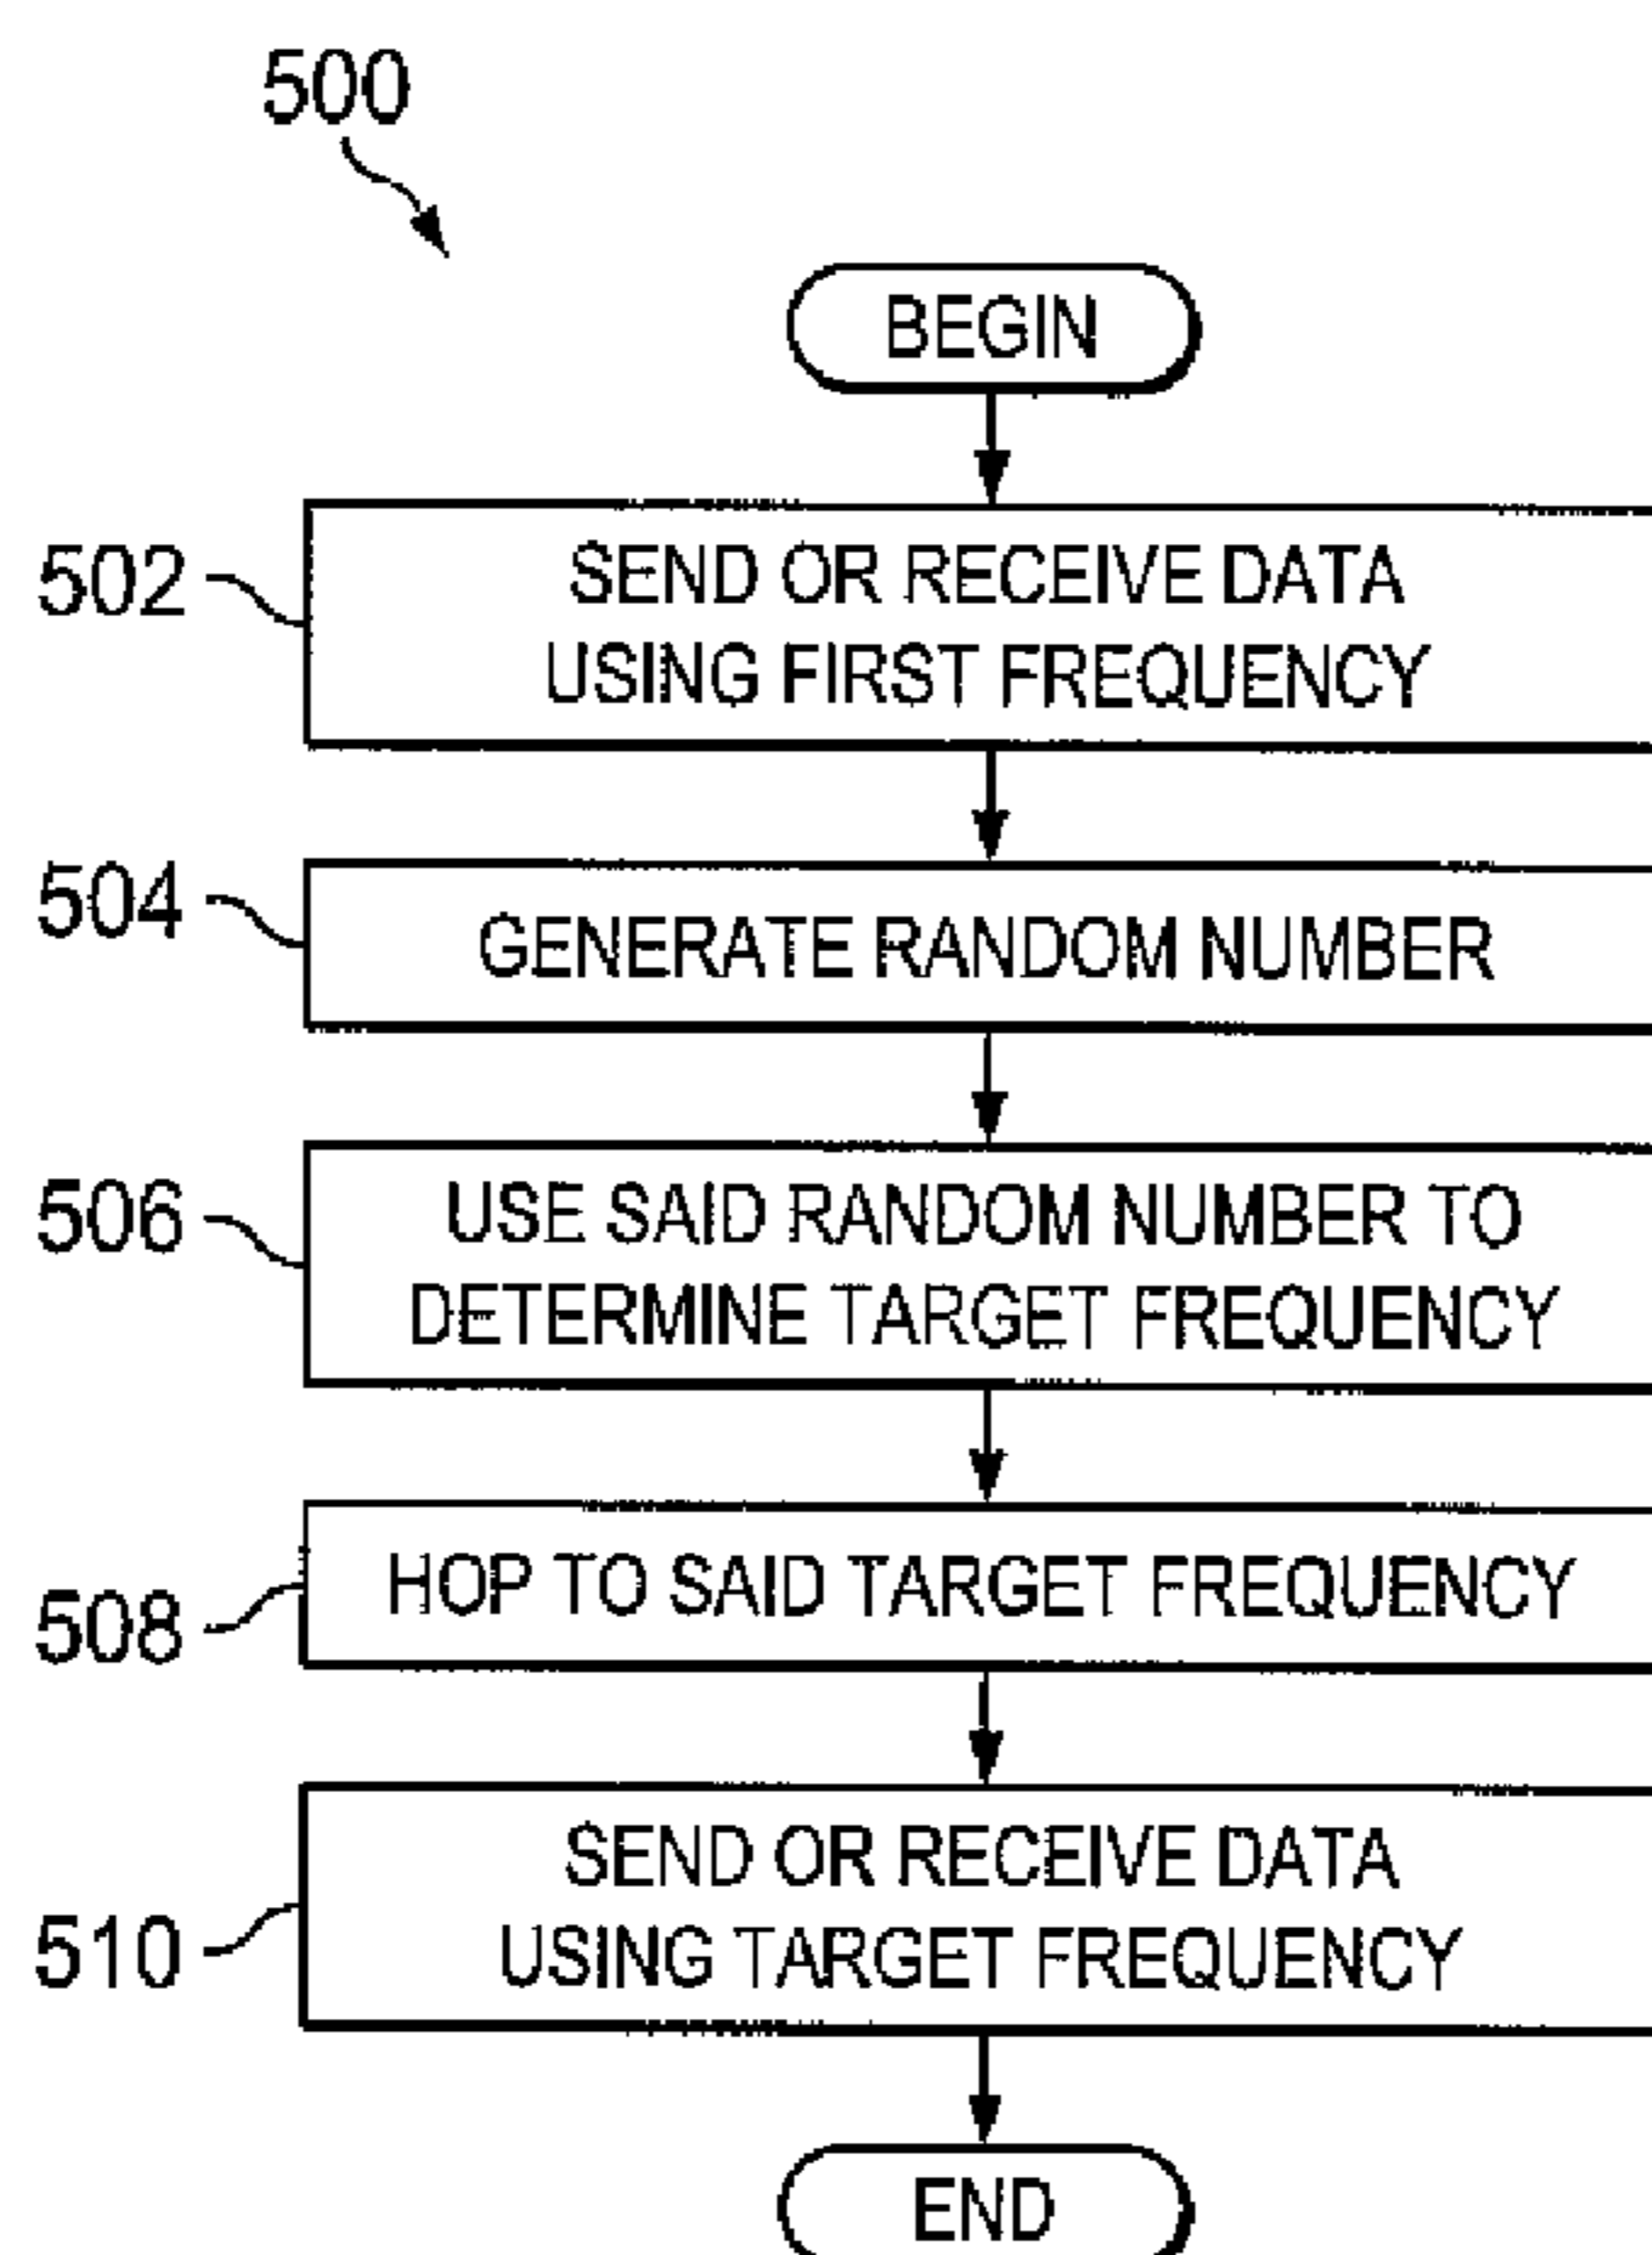 500
BEGIN
502
SEND OR RECEIVE DATA
USING FIRST FREQUENCY
504
GENERATE RANDOM NUMBER
506
USE SAID RANDOM NUMBER TO
DETERMINE TARGET FREQUENCY
508
HOP TO SAID TARGET FREQUENCY
510
SEND OR RECEIVE DATA
USING TARGET FREQUENCY
END